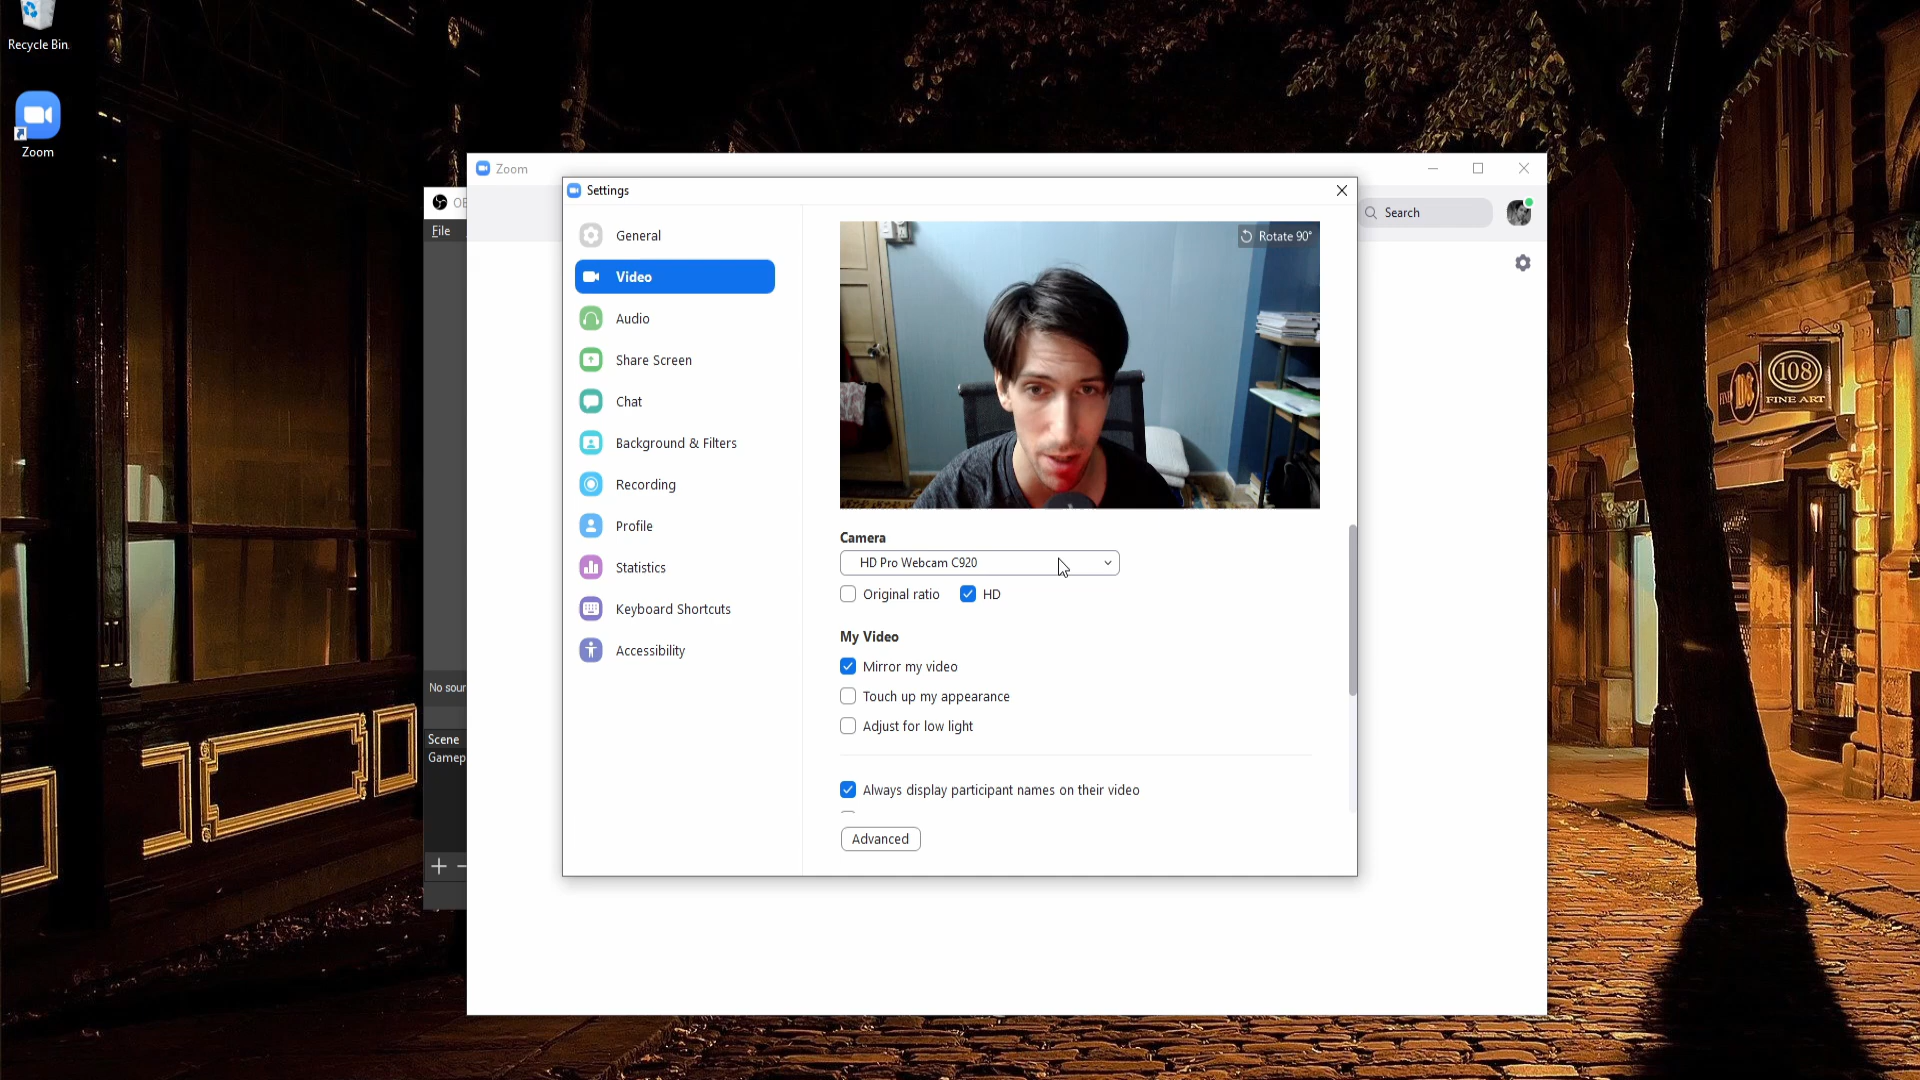 Recycle Bin
Zoom
Zoom
Settings
Search
File
General
Video
Audio
Share Screen
Chat
Background & Filters
Recording
Profile
Statistics
Keyboard Shortcuts
Accessibility
Rotate 90°
Camera
HD Pro Webcam C920
Original ratio
HD
My Video
Mirror my video
Touch up my appearance
Adjust for low light
Always display participant names on their video
Advanced
No sour
Scene
Gamep
108
FINE ART